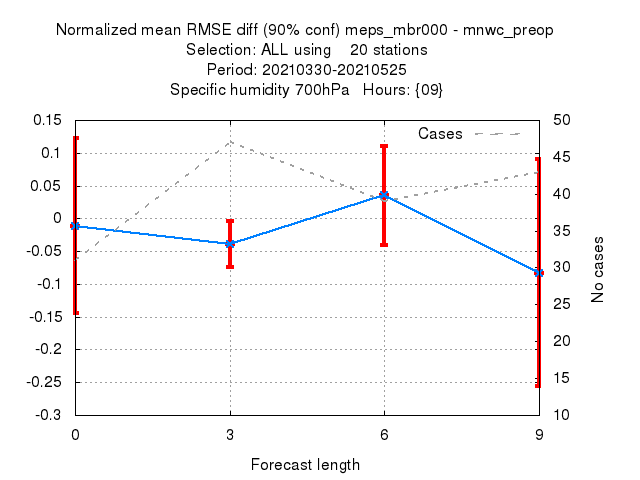 Normalized mean RMSE diff (90% conf) meps_mbr000 - mnwc_preop
Selection: ALL using    20 stations
Period: 20210330-20210525
Specific humidity 700hPa   Hours: {09}
Cases
0.15
0.1
0.05
0
-0.05
-0.1
-0.15
-0.2
-0.25
-0.3
50
45
40
35
30
25
20
15
10
No cases
0 3 6 9
Forecast length